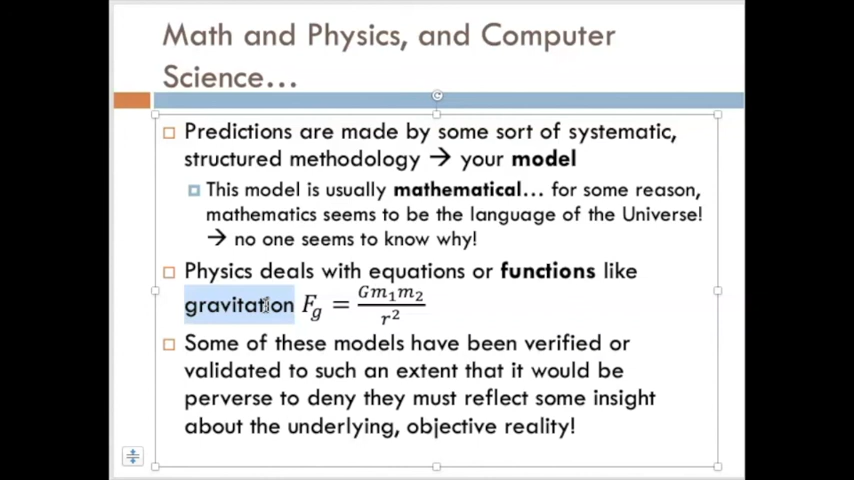 Math and Physics, and Computer
Science…
Predictions are made by some sort of systematic,
structured methodology → your model
This model is usually mathematical… for some reason,
mathematics seems to be the language of the Universe!
→ no one seems to know why!
Physics deals with equations or functions like
gravitation F_g = Gm₁m₂ / r²
Some of these models have been verified or
validated to such an extent that it would be
perverse to deny they must reflect some insight
about the underlying, objective reality!